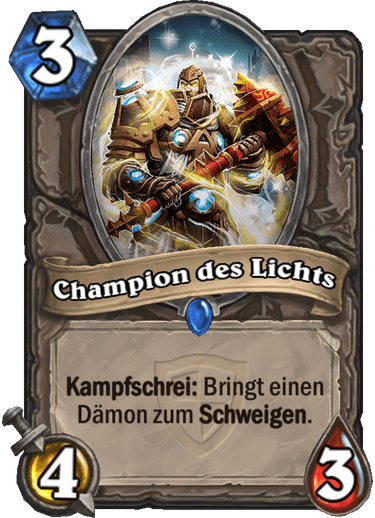 3
Champion des Lichts
Kampfschrei: Bringt einen
Dämon zum Schweigen.
4
3